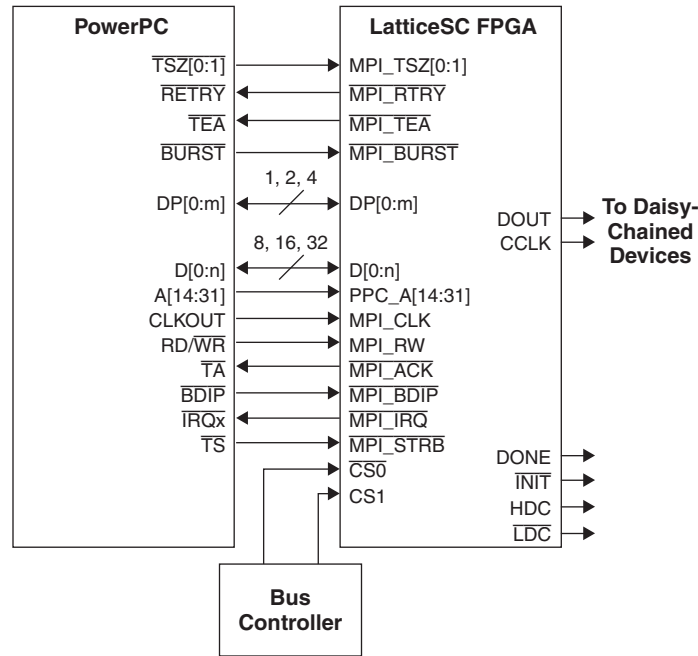 PowerPC
LatticeSC FPGA
TSZ[0:1]
MPI_TSZ[0:1]
RETRY
MPI_RTRY
TEA
MPI_TEA
BURST
MPI_BURST
1, 2, 4
DP[0:m]
DP[0:m]
DOUT
CCLK
To Daisy-
Chained
Devices
8, 16, 32
D[0:n]
D[0:n]
A[14:31]
PPC_A[14:31]
CLKOUT
MPI_CLK
RD/WR
MPI_RW
TA
MPI_ACK
BDIP
MPI_BDIP
IRQx
MPI_IRQ
TS
MPI_STRB
CS0
CS1
DONE
INIT
HDC
LDC
Bus
Controller